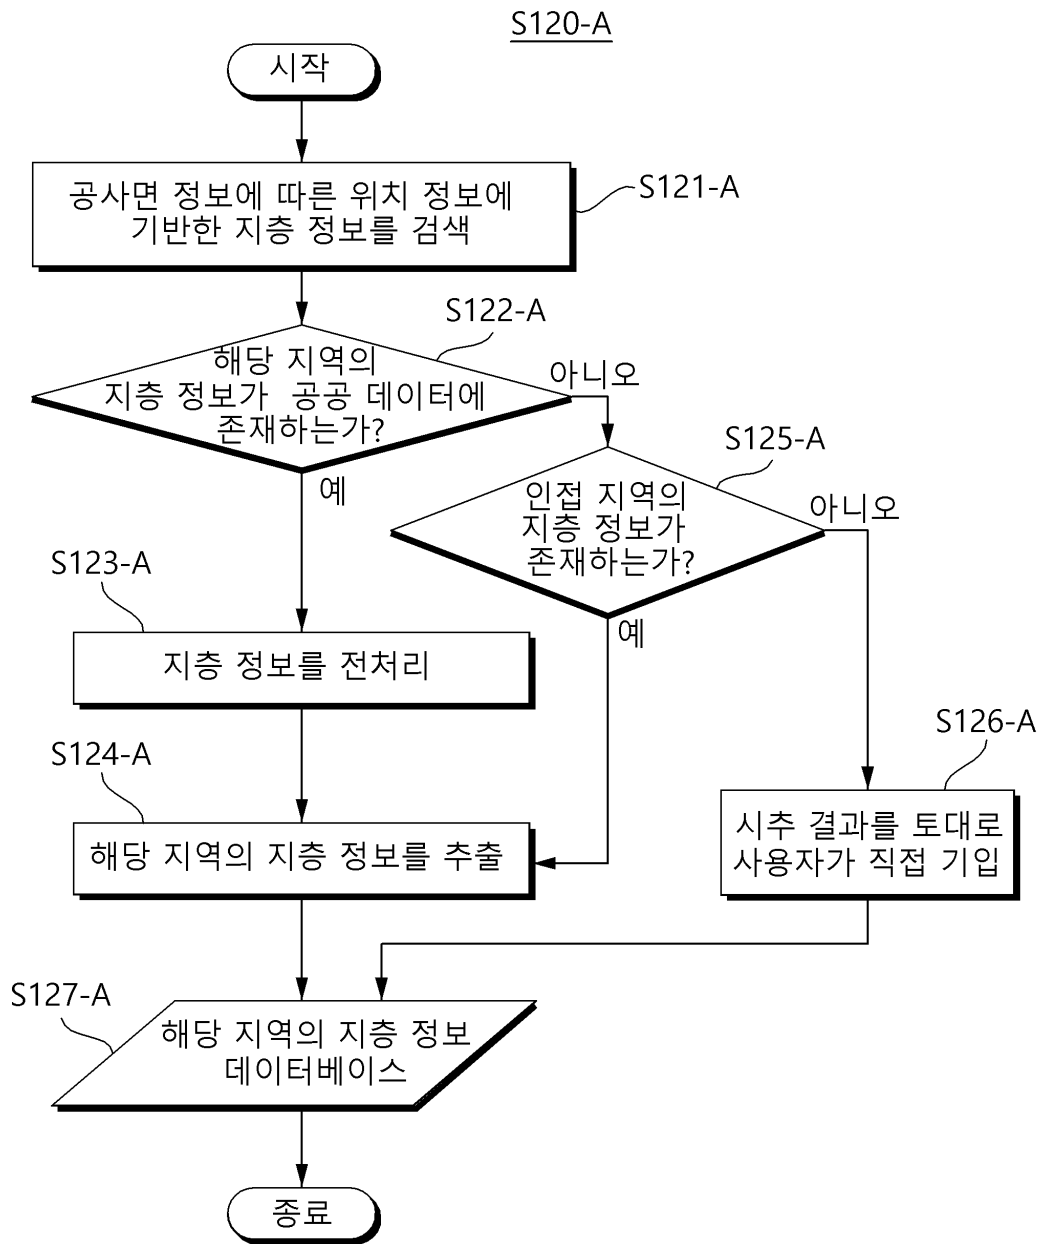 S120-A
시작
공사면 정보에 따른 위치 정보에
기반한 지층 정보를 검색
S121-A
S122-A
해당 지역의
지층 정보가 공공 데이터에
존재하는가?
아니오
예
S125-A
인접 지역의
지층 정보가
존재하는가?
아니오
예
S123-A
지층 정보를 전처리
S124-A
해당 지역의 지층 정보를 추출
S126-A
시추 결과를 토대로
사용자가 직접 기입
S127-A
해당 지역의 지층 정보
데이터베이스
종료